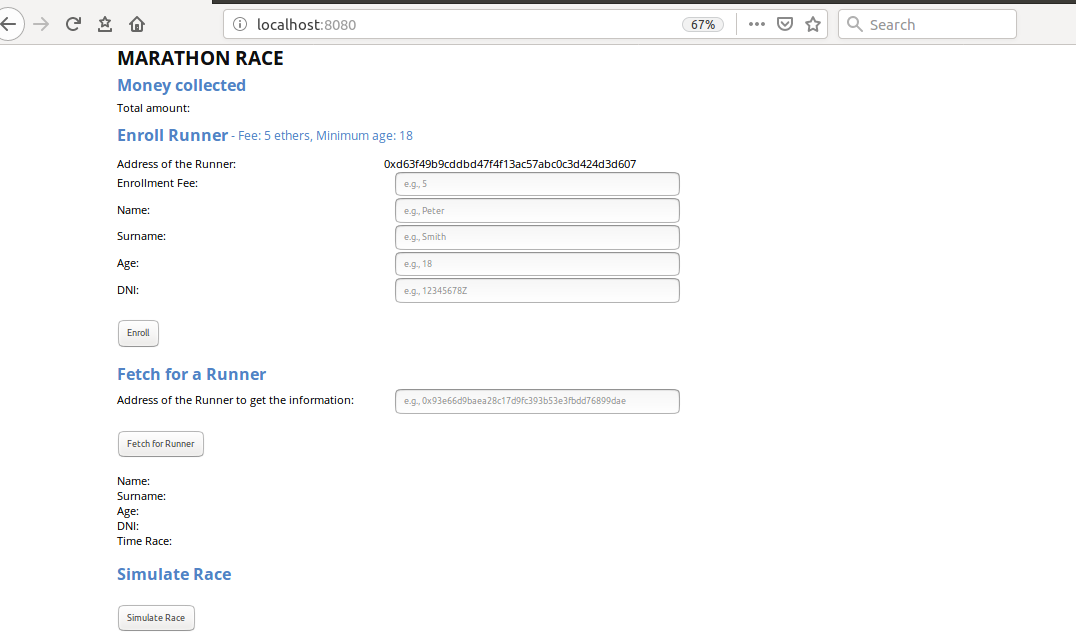 localhost:8080 67% Search
MARATHON RACE
Money collected
Total amount:
Enroll Runner - Fee: 5 ethers, Minimum age: 18
Address of the Runner: 0xd63f49b9cddbd47f4f13ac57abc0c3d424d3d607
Enrollment Fee: e.g., 5
Name: e.g., Peter
Surname: e.g., Smith
Age: e.g., 18
DNI: e.g., 12345678Z
Enroll
Fetch for a Runner
Address of the Runner to get the information: e.g., 0x93e66d9baea28c17d9fc393b53e3fbdd76899dae
Fetch for Runner
Name:
Surname:
Age:
DNI:
Time Race:
Simulate Race
Simulate Race